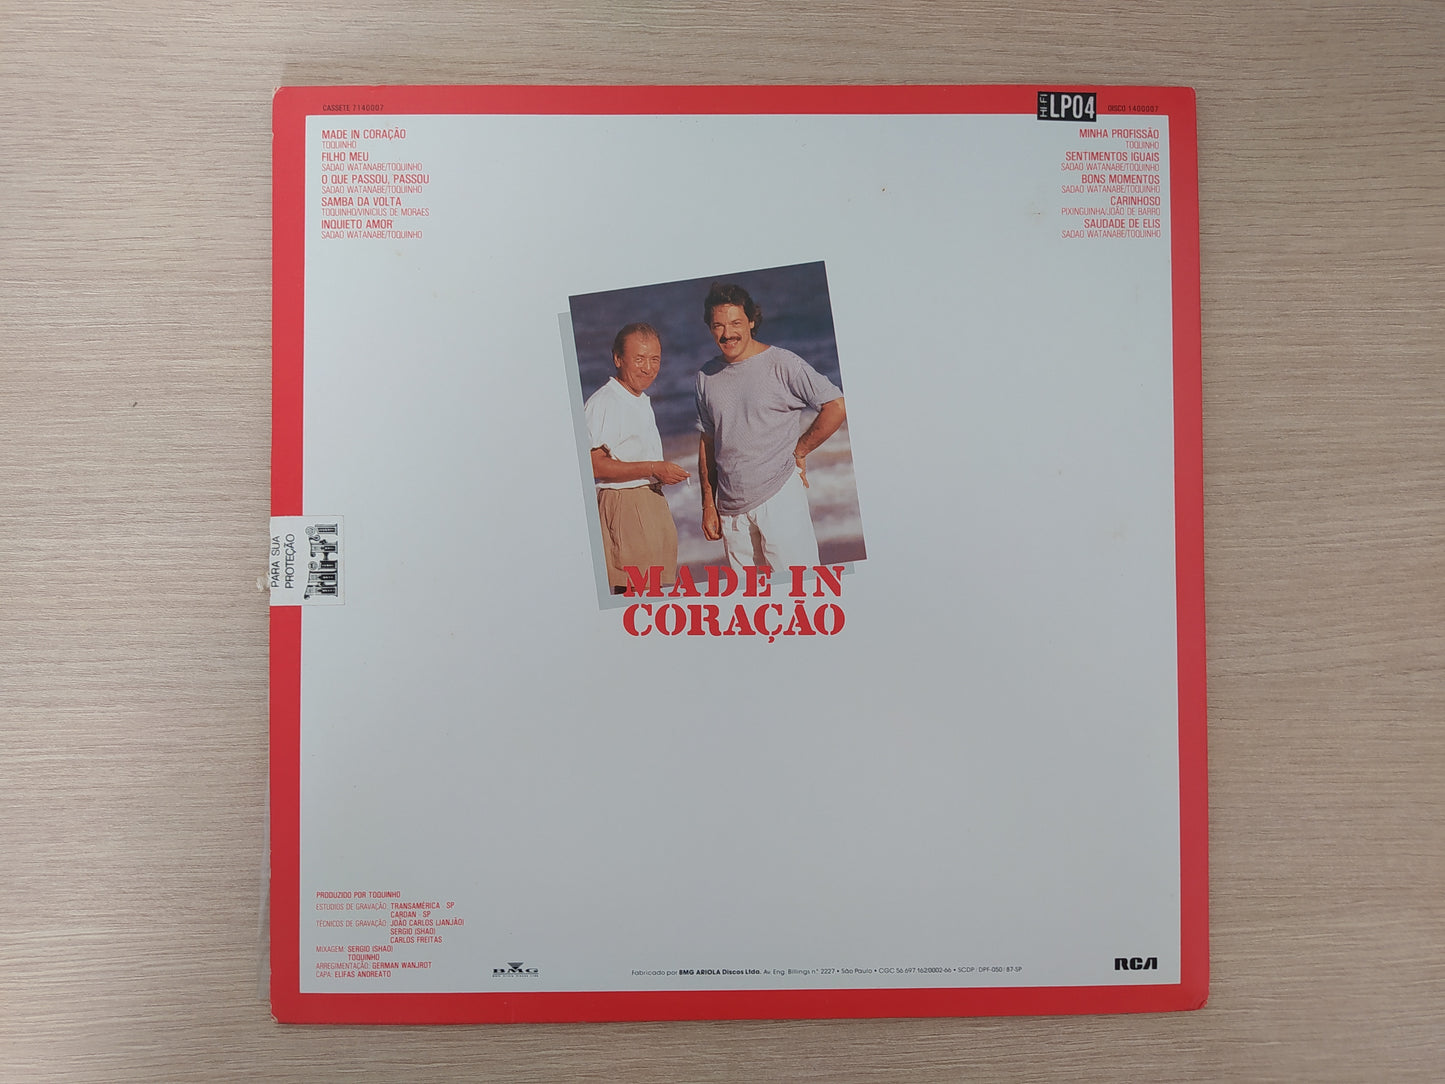 CASSETE 7140007
HI FI LP04
DISCO 1400007
MADE IN CORAÇÃO
TOQUINHO
FILHO MEU
SADAO WATANABE/TOQUINHO
O QUE PASSOU, PASSOU
SADAO WATANABE/TOQUINHO
SAMBA DA VOLTA
TOQUINHO/VINICIUS DE MORAES
INQUIETO AMOR
SADAO WATANABE/TOQUINHO
MINHA PROFISSÃO
TOQUINHO
SENTIMENTOS IGUAIS
SADAO WATANABE/TOQUINHO
BONS MOMENTOS
SADAO WATANABE/TOQUINHO
CARINHOSO
PIXINGUINHA/JOÃO DE BARRO
SAUDADE DE ELIS
SADAO WATANABE/TOQUINHO
PARA SUA
PROTEÇÃO
MADE IN
CORAÇÃO
PRODUZIDO POR TOQUINHO
ESTÚDIOS DE GRAVAÇÃO: TRANSAMÉRICA - SP
CARDAN - SP
TÉCNICOS DE GRAVAÇÃO: JOÃO CARLOS (JANJÃO)
SERGIO (SHAO)
CARLOS FREITAS
MIXAGEM: SERGIO (SHAO)
TOQUINHO
ARREGIMENTAÇÃO: GERMAN WANJROT
CAPA: ELIFAS ANDREATO
BMG
Fabricado por BMG ARIOLA Discos Ltda. Av. Eng. Billings n.º 2227 • São Paulo • CGC 56.697.162/0002-66 • SCDP | DPF-050 | 87-SP
RCA